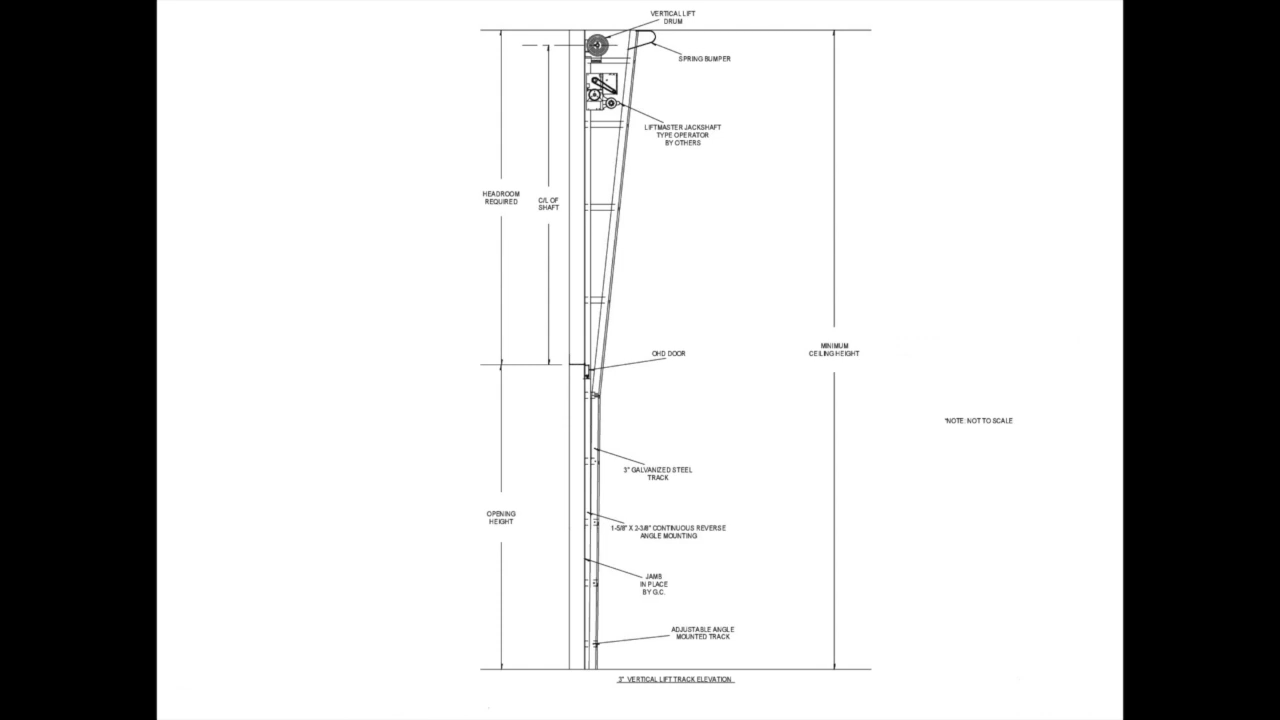 VERTICAL LIFT
DRUM
SPRING BUMPER
LIFTMASTER JACKSHAFT
TYPE OPERATOR
BY OTHERS
HEADROOM
REQUIRED
C/L OF
SHAFT
OHD DOOR
MINIMUM
CEILING HEIGHT
*NOTE: NOT TO SCALE
3" GALVANIZED STEEL
TRACK
OPENING
HEIGHT
1-5/8" X 2-3/8" CONTINUOUS REVERSE
ANGLE MOUNTING
JAMB
IN PLACE
BY G.C.
ADJUSTABLE ANGLE
MOUNTED TRACK
3" VERTICAL LIFT TRACK ELEVATION